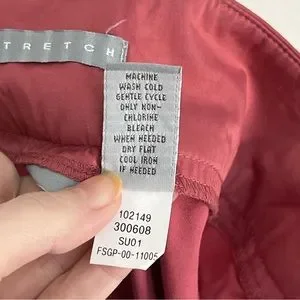 STRETCH
MACHINE
WASH COLD
GENTLE CYCLE
ONLY NON-
CHLORINE
BLEACH
WHEN NEEDED
DRY FLAT
COOL IRON
IF NEEDED
102149
300608
SU01
FSGP-00-11005